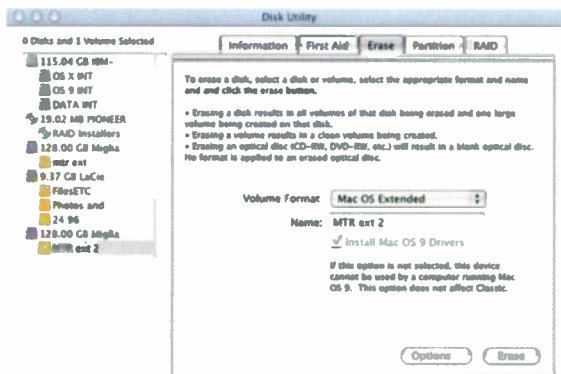 Disk Utility
0 Disks and 1 Volume Selected
Information
First Aid
Erase
Partition
RAID
115.04 GB IBM-
OS X INT
OS 9 INT
DATA INT
19.02 MB PIONEER
RAID Installers
128.00 GB Miglia
mtr ext
9.37 GB LaCie
FilesETC
Photos and
24 96
128.00 GB Miglia
MTR ext 2
To erase a disk, select a disk or volume, select the appropriate format and name
and and click the erase button.
• Erasing a disk results in all volumes of that disk being erased and one large
volume being created on that disk.
• Erasing a volume results in a clean volume being created.
• Erasing an optical disc (CD-RW, DVD-RW, etc.) will result in a blank optical disc.
No format is applied to an erased optical disc.
Volume Format
Mac OS Extended
Name:
MTR ext 2
Install Mac OS 9 Drivers
If this option is not selected, this device
cannot be used by a computer running Mac
OS 9. This option does not affect Classic.
Options
Erase